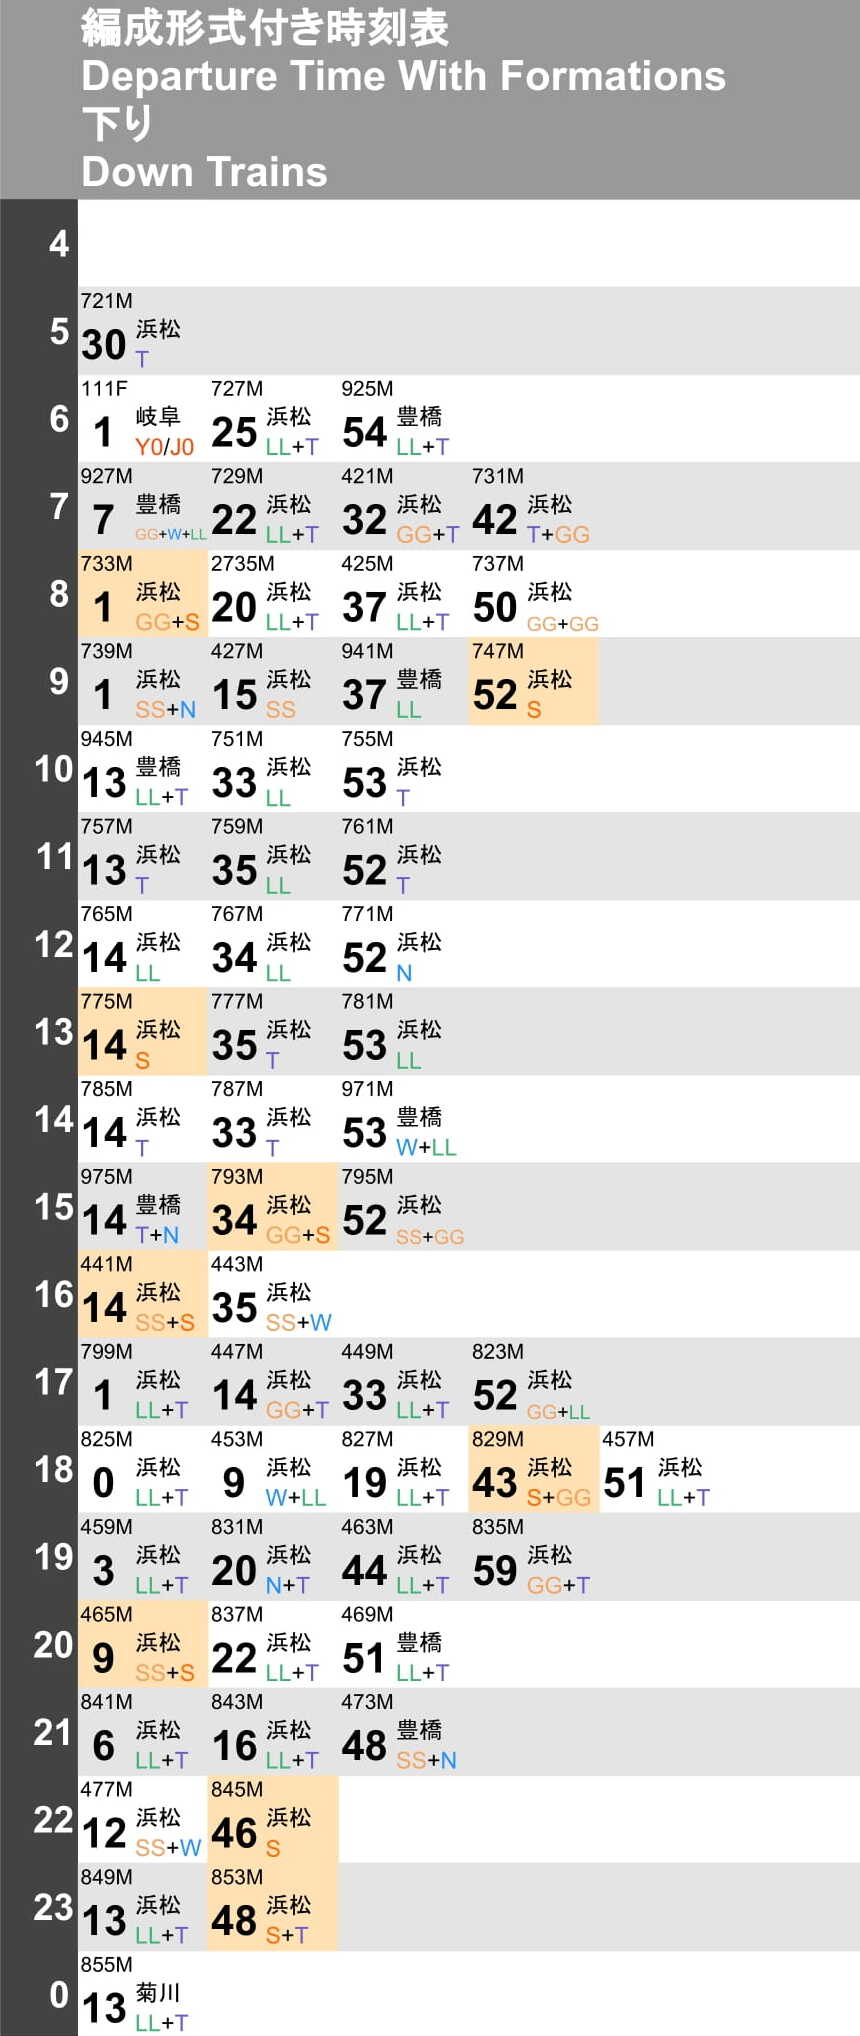 編成形式付き時刻表
Departure Time With Formations
下り
Down Trains
4
5
721M
30 浜松
T
6
111F 727M 925M
1 岐阜 25 浜松 54 豊橋
Y0/J0 LL+T LL+T
7
927M 729M 421M 731M
7 豊橋 22 浜松 32 浜松 42 浜松
GG+W+LL LL+T GG+T T+GG
8
733M 2735M 425M 737M
1 浜松 20 浜松 37 浜松 50 浜松
GG+S LL+T LL+T GG+GG
9
739M 427M 941M 747M
1 浜松 15 浜松 37 豊橋 52 浜松
SS+N SS LL S
10
945M 751M 755M
13 豊橋 33 浜松 53 浜松
LL+T LL T
11
757M 759M 761M
13 浜松 35 浜松 52 浜松
T LL T
12
765M 767M 771M
14 浜松 34 浜松 52 浜松
LL LL N
13
775M 777M 781M
14 浜松 35 浜松 53 浜松
S T LL
14
785M 787M 971M
14 浜松 33 浜松 53 豊橋
T T W+LL
15
975M 793M 795M
14 豊橋 34 浜松 52 浜松
T+N GG+S SS+GG
16
441M 443M
14 浜松 35 浜松
SS+S SS+W
17
799M 447M 449M 823M
1 浜松 14 浜松 33 浜松 52 浜松
LL+T GG+T LL+T GG+LL
18
825M 453M 827M 829M 457M
0 浜松 9 浜松 19 浜松 43 浜松 51 浜松
LL+T W+LL LL+T S+GG LL+T
19
459M 831M 463M 835M
3 浜松 20 浜松 44 浜松 59 浜松
LL+T N+T LL+T GG+T
20
465M 837M 469M
9 浜松 22 浜松 51 豊橋
SS+S LL+T LL+T
21
841M 843M 473M
6 浜松 16 浜松 48 豊橋
LL+T LL+T SS+N
22
477M 845M
12 浜松 46 浜松
SS+W S
23
849M 853M
13 浜松 48 浜松
LL+T S+T
0
855M
13 菊川
LL+T